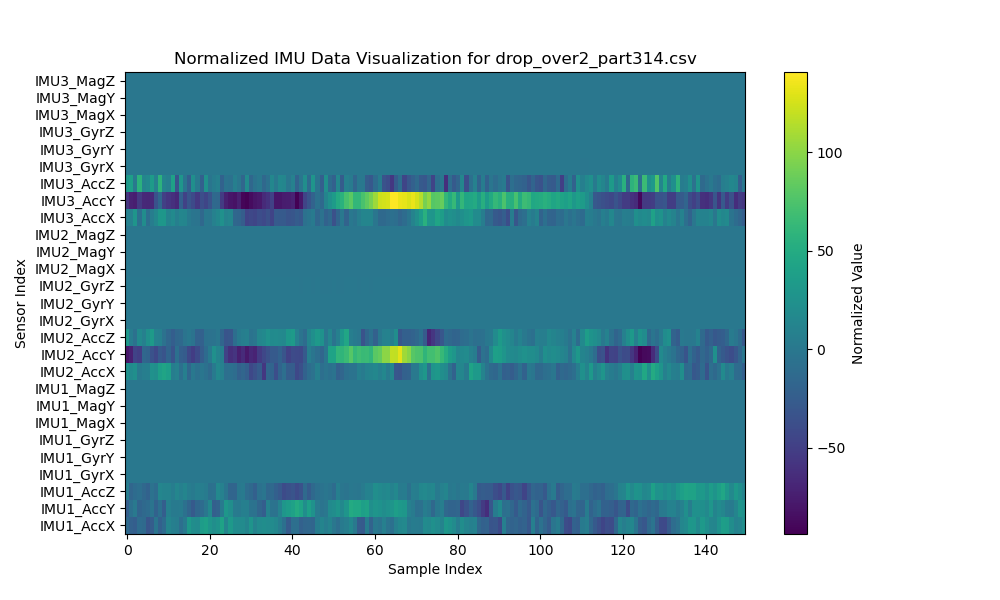 Normalized IMU Data Visualization for drop_over2_part314.csv
IMU3_MagZ
IMU3_MagY
IMU3_MagX
IMU3_GyrZ
IMU3_GyrY
IMU3_GyrX
IMU3_AccZ
IMU3_AccY
IMU3_AccX
IMU2_MagZ
IMU2_MagY
IMU2_MagX
IMU2_GyrZ
IMU2_GyrY
IMU2_GyrX
IMU2_AccZ
IMU2_AccY
IMU2_AccX
IMU1_MagZ
IMU1_MagY
IMU1_MagX
IMU1_GyrZ
IMU1_GyrY
IMU1_GyrX
IMU1_AccZ
IMU1_AccY
IMU1_AccX
Sensor Index
0 20 40 60 80 100 120 140
Sample Index
100
50
0
−50
Normalized Value